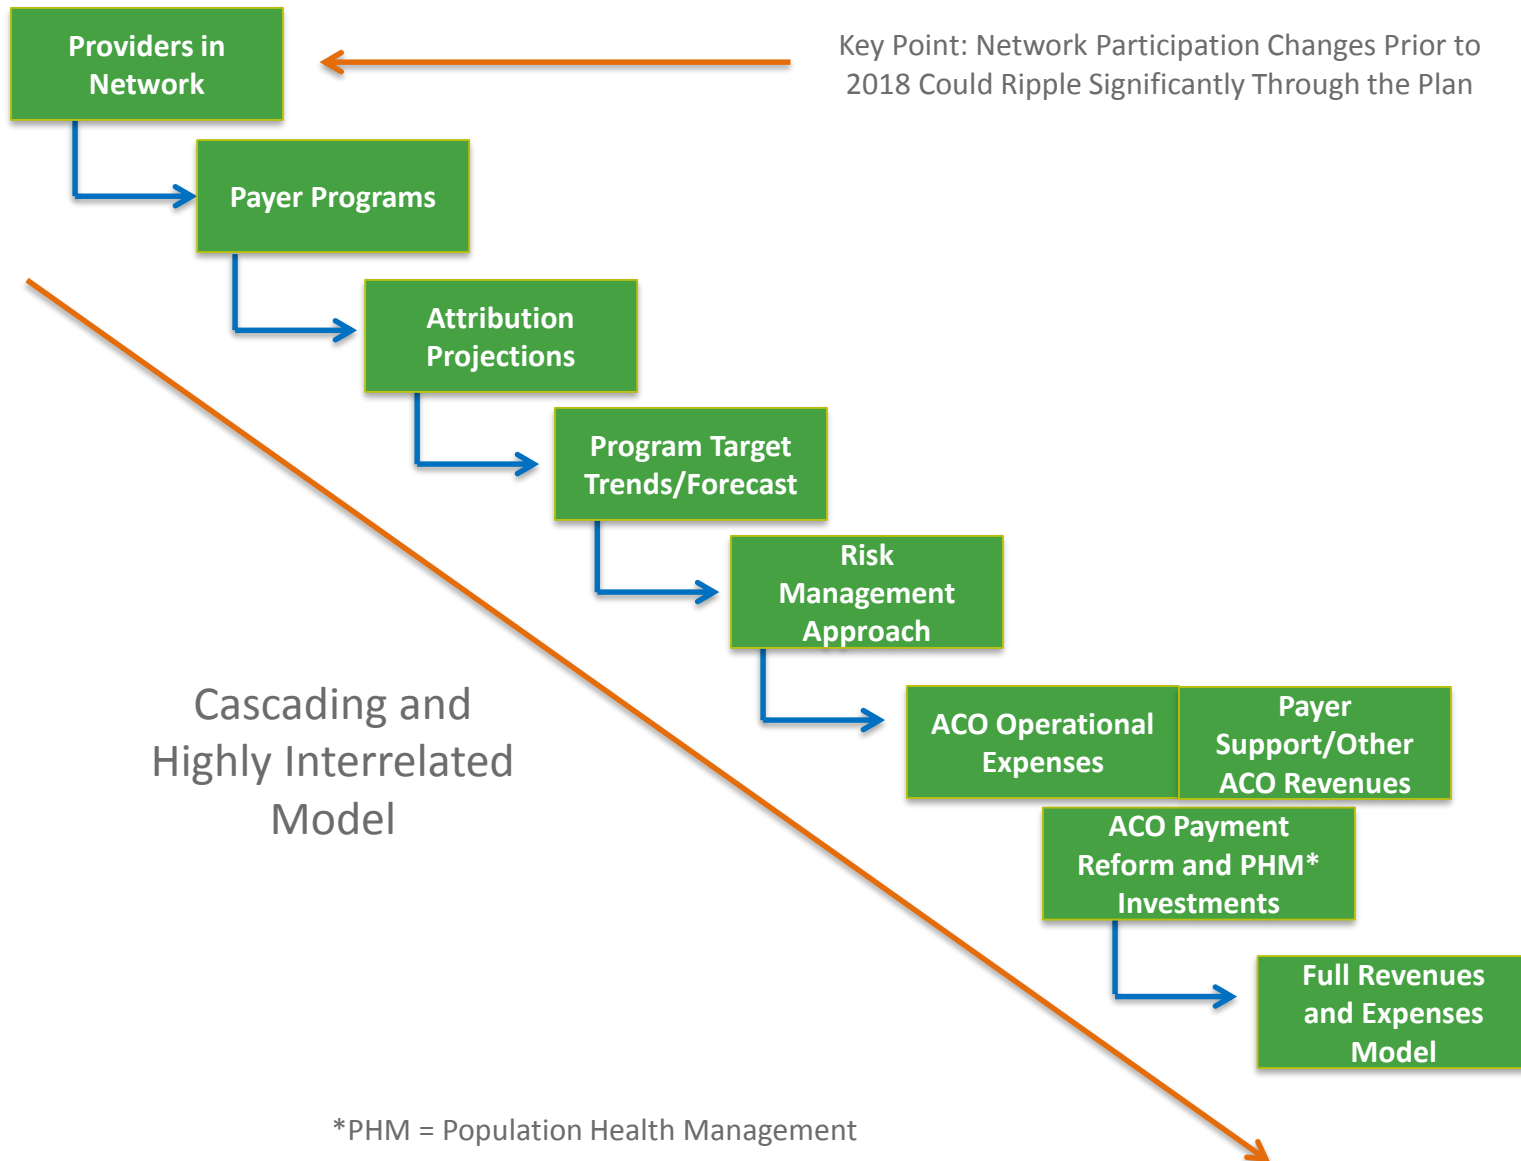 Providers in
Network
Key Point: Network Participation Changes Prior to
2018 Could Ripple Significantly Through the Plan
Payer Programs
Attribution
Projections
Program Target
Trends/Forecast
Risk
Management
Approach
Cascading and
Highly Interrelated
Model
ACO Operational
Expenses
Payer
Support/Other
ACO Revenues
ACO Payment
Reform and PHM*
Investments
Full Revenues
and Expenses
Model
*PHM = Population Health Management